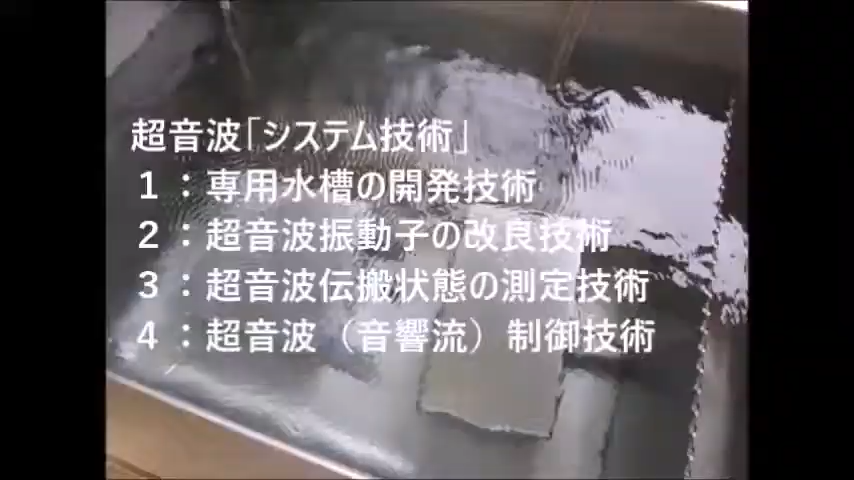 超音波「システム技術」
１：専用水槽の開発技術
２：超音波振動子の改良技術
３：超音波伝搬状態の測定技術
４：超音波（音響流）制御技術